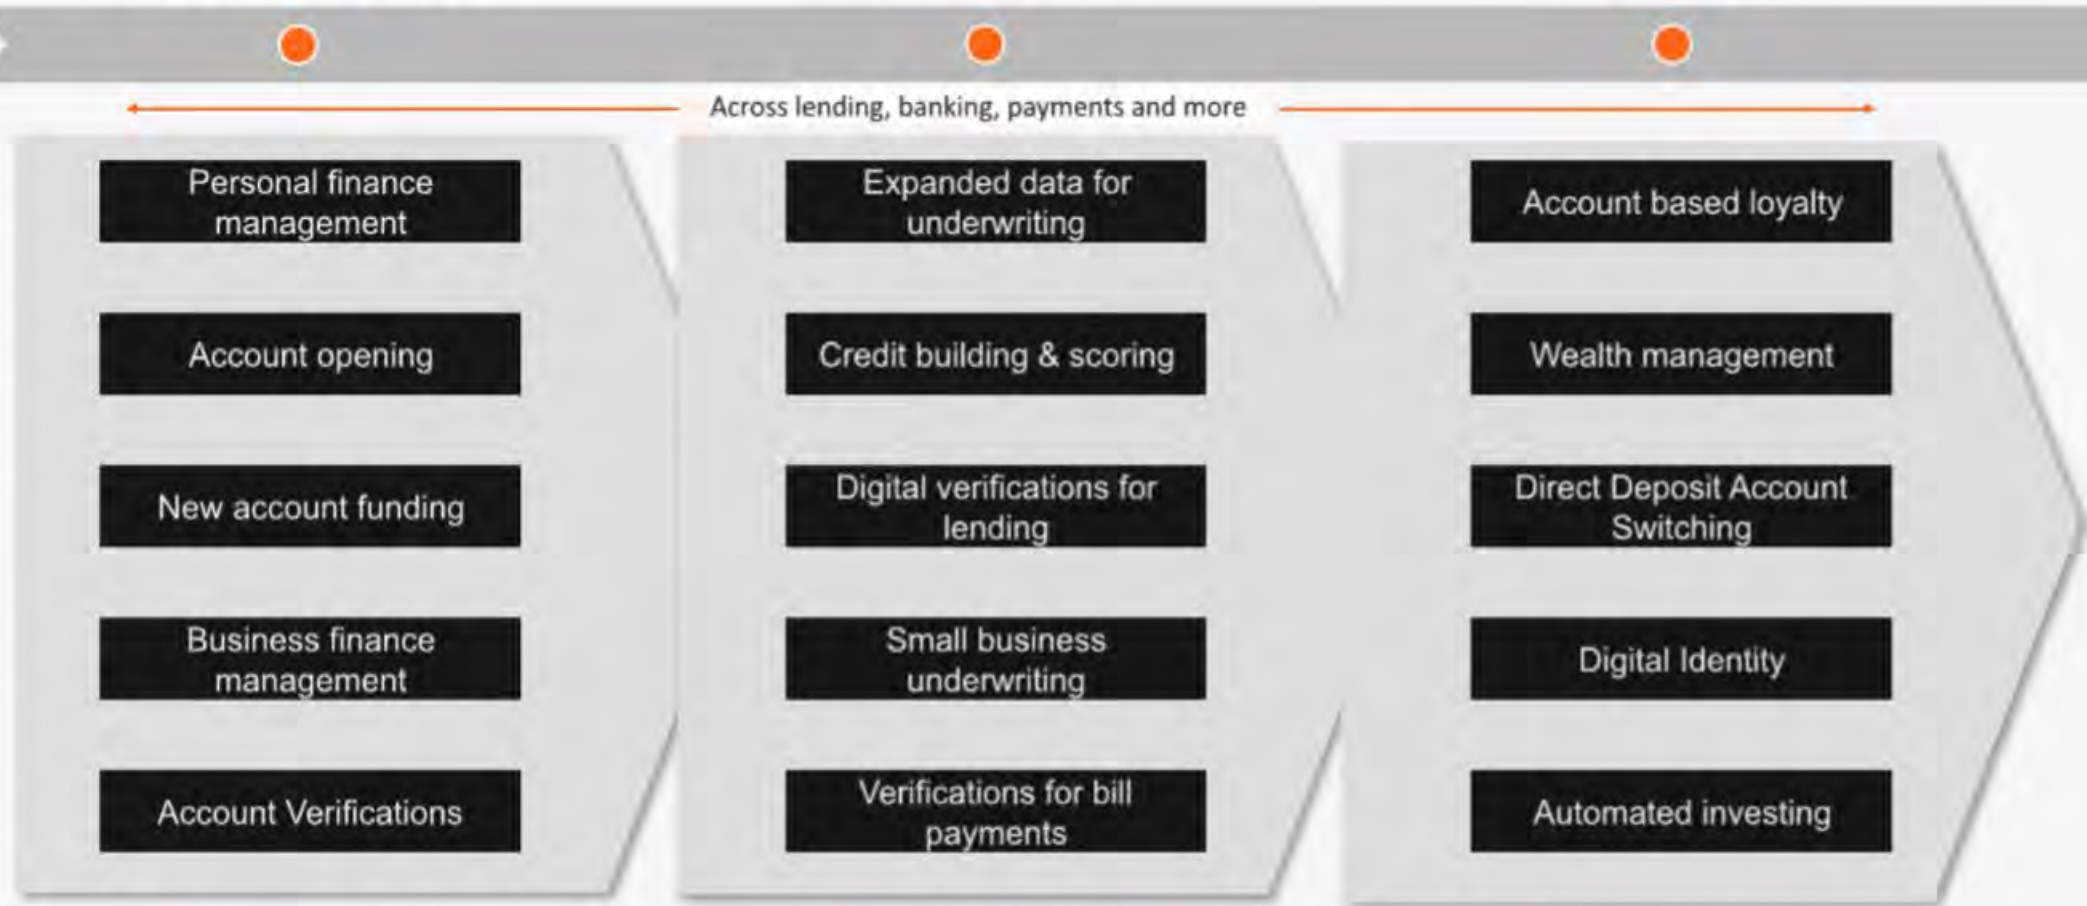 Across lending, banking, payments and more
Personal finance
management
Account opening
New account funding
Business finance
management
Account Verifications
Expanded data for
underwriting
Credit building & scoring
Digital verifications for
lending
Small business
underwriting
Verifications for bill
payments
Account based loyalty
Wealth management
Direct Deposit Account
Switching
Digital Identity
Automated investing